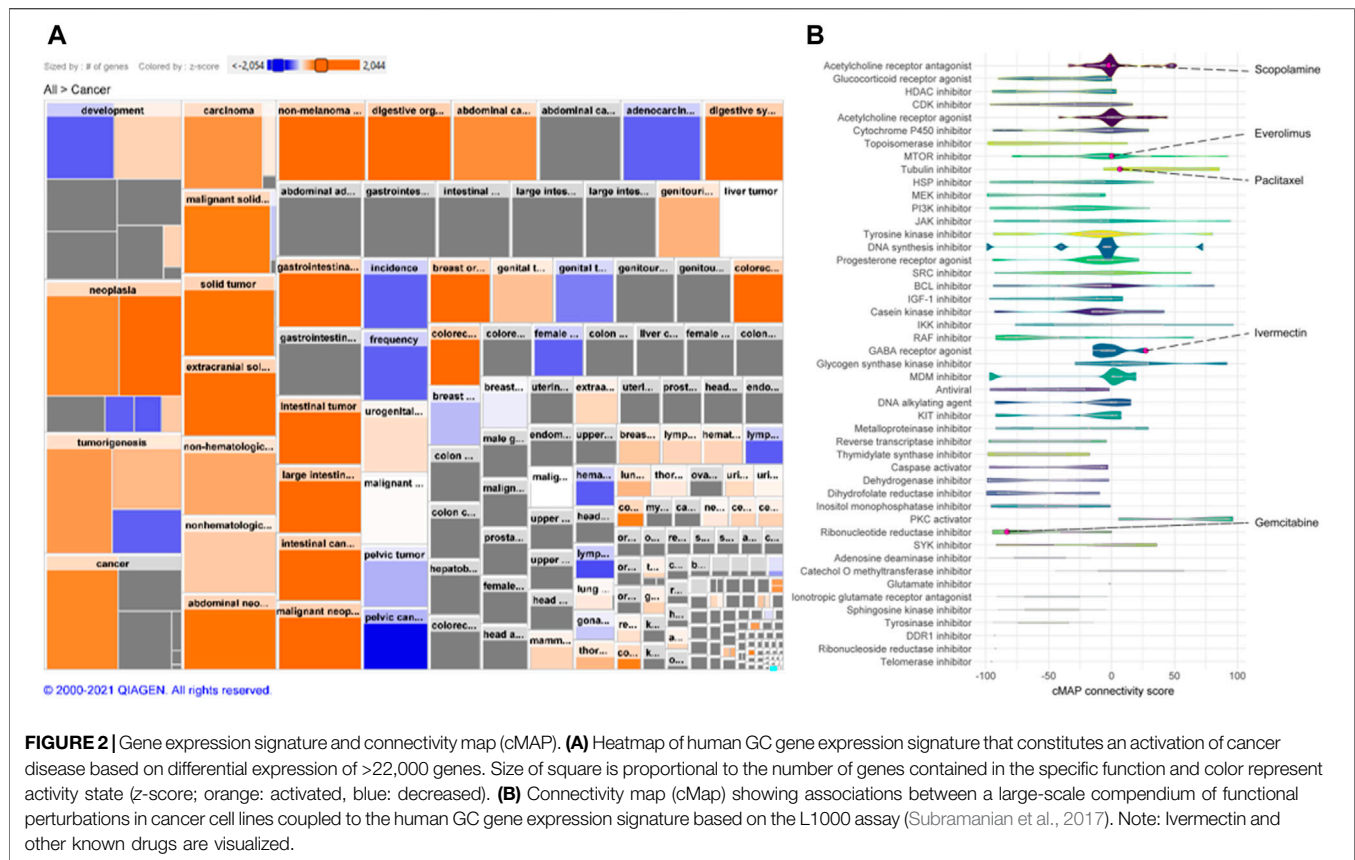 A
Sized by : # of genes Colored by : z-score <-2,054 2,044
All > Cancer
development
carcinoma
non-melanoma ...
digestive org...
abdominal ca...
abdominal ca...
adenocarcin...
digestive sy...
malignant solid...
abdominal ad...
gastrointes...
intestinal ...
large intes...
large intes...
genitouri...
liver tumor
neoplasia
solid tumor
gastrointestina...
incidence
breast or...
genital t...
genital t...
genitour...
genitou...
colorec...
extracranial sol...
gastrointestin...
frequency
colorec...
colore...
female ...
colon ...
liver c...
female ...
colon...
tumorigenesis
non-hematologic...
intestinal tumor
urogenital...
breast ...
breast...
uterin...
extraa...
uteri...
prost...
head...
endo...
colon ...
male g...
endom...
upper...
breas...
lymp...
hemat...
lymp...
nonhematologic...
large intestin...
malignant ...
colon c...
malign...
malig...
hema...
lun...
thor...
ova...
uri...
uri...
upper ...
head...
co...
my...
ca...
ne...
ce...
ce...
cancer
abdominal neo...
intestinal can...
pelvic tumor
hepatob...
prosta...
upper ...
lymp...
or...
o...
re...
s...
s...
a...
c...
or...
t...
c...
b...
malignant neop...
pelvic can...
colorec...
female...
head ...
lung ...
or...
g...
r...
head a...
mamm...
gona...
re...
k...
h...
thor...
co...
k...
a...
o...
© 2000-2021 QIAGEN. All rights reserved.
B
Acetylcholine receptor antagonist
Glucocorticoid receptor agonist
HDAC inhibitor
CDK inhibitor
Acetylcholine receptor agonist
Cytochrome P450 inhibitor
Topoisomerase inhibitor
MTOR inhibitor
Tubulin inhibitor
HSP inhibitor
MEK inhibitor
PI3K inhibitor
JAK inhibitor
Tyrosine kinase inhibitor
DNA synthesis inhibitor
Progesterone receptor agonist
SRC inhibitor
BCL inhibitor
IGF-1 inhibitor
Casein kinase inhibitor
IKK inhibitor
RAF inhibitor
GABA receptor agonist
Glycogen synthase kinase inhibitor
MDM inhibitor
Antiviral
DNA alkylating agent
KIT inhibitor
Metalloproteinase inhibitor
Reverse transcriptase inhibitor
Thymidylate synthase inhibitor
Caspase activator
Dehydrogenase inhibitor
Dihydrofolate reductase inhibitor
Inositol monophosphatase inhibitor
PKC activator
Ribonucleotide reductase inhibitor
SYK inhibitor
Adenosine deaminase inhibitor
Catechol O methyltransferase inhibitor
Glutamate inhibitor
Ionotropic glutamate receptor antagonist
Sphingosine kinase inhibitor
Tyrosinase inhibitor
DDR1 inhibitor
Ribonucleoside reductase inhibitor
Telomerase inhibitor
Scopolamine
Everolimus
Paclitaxel
Ivermectin
Gemcitabine
-100 -50 0 50 100
cMAP connectivity score
FIGURE 2 | Gene expression signature and connectivity map (cMAP). (A) Heatmap of human GC gene expression signature that constitutes an activation of cancer
disease based on differential expression of >22,000 genes. Size of square is proportional to the number of genes contained in the specific function and color represent
activity state (z-score; orange: activated, blue: decreased). (B) Connectivity map (cMap) showing associations between a large-scale compendium of functional
perturbations in cancer cell lines coupled to the human GC gene expression signature based on the L1000 assay (Subramanian et al., 2017). Note: Ivermectin and
other known drugs are visualized.